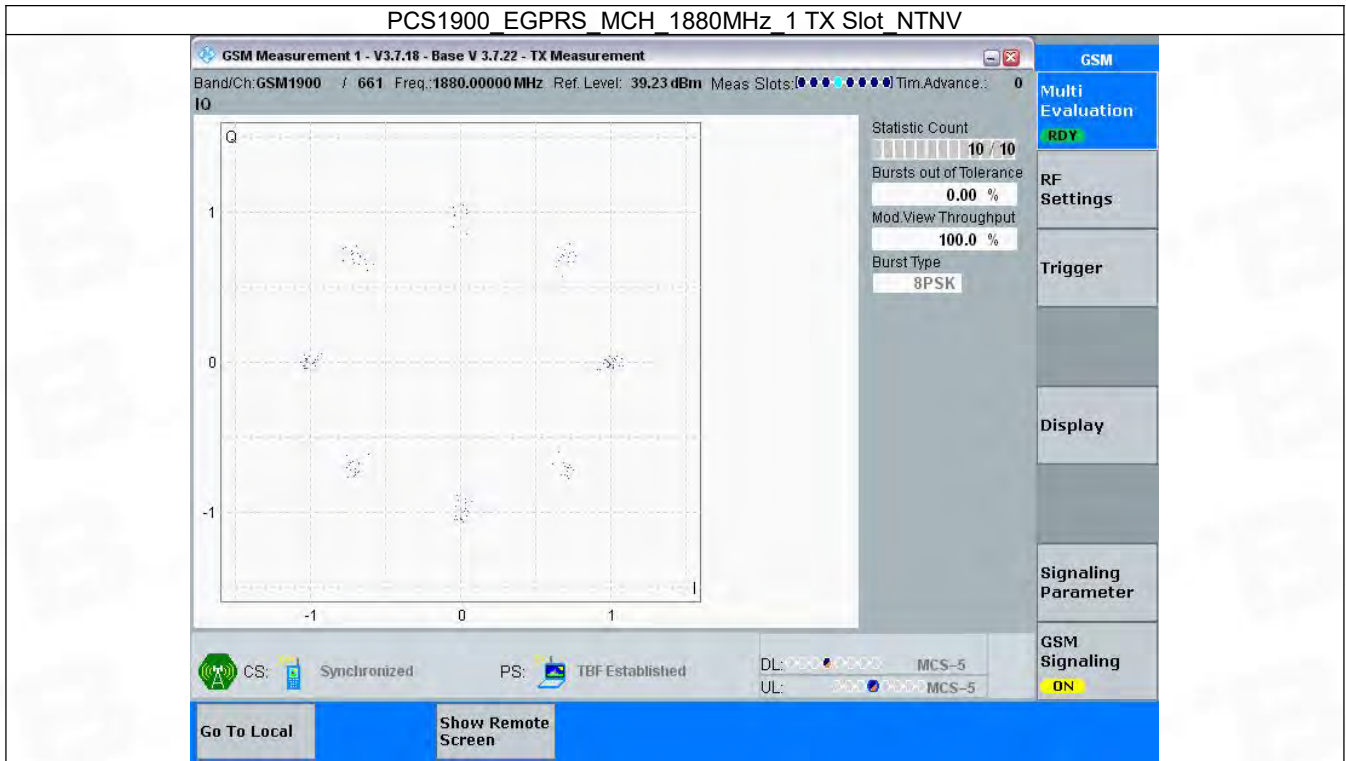 PCS1900_EGPRS_MCH_1880MHz_1 TX Slot_NTNV
GSM Measurement 1 - V3.7.18 - Base V 3.7.22 - TX Measurement
Band/Ch:GSM1900 / 661 Freq.:1880.00000 MHz Ref. Level: 39.23 dBm Meas Slots: Tim.Advance.: 0
IQ
Q
1
0
-1
I
-1 0 1
Statistic Count
10 / 10
Bursts out of Tolerance
0.00 %
Mod.View Throughput
100.0 %
Burst Type
8PSK
GSM
Multi
Evaluation
RDY
RF
Settings
Trigger
Display
Signaling
Parameter
GSM
Signaling
ON
CS: Synchronized PS: TBF Established
DL: MCS-5
UL: MCS-5
Go To Local
Show Remote
Screen